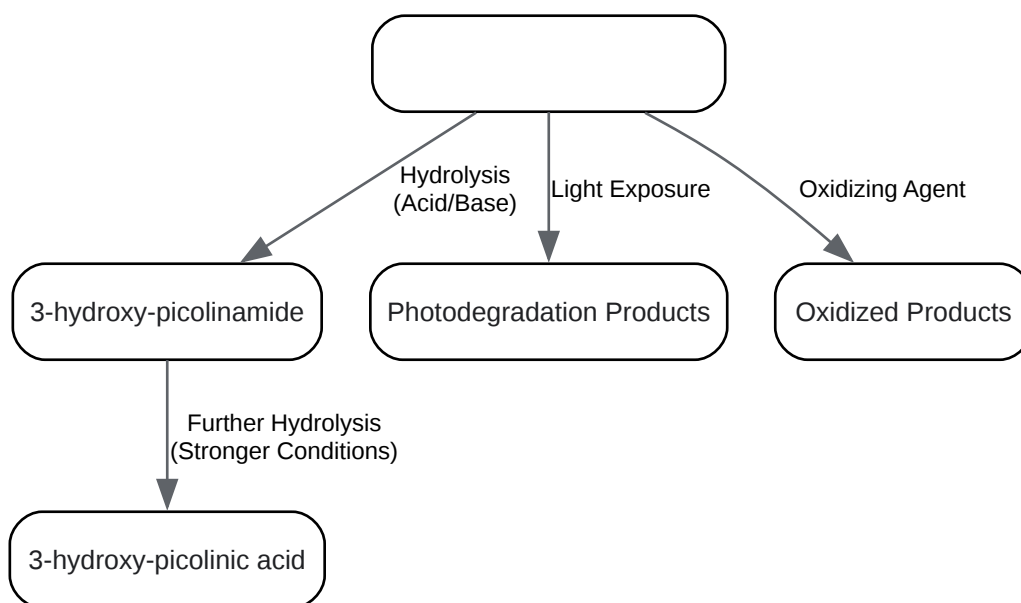 Hydrolysis
(Acid/Base)
Light Exposure
Oxidizing Agent
3-hydroxy-picolinamide
Photodegradation Products
Oxidized Products
Further Hydrolysis
(Stronger Conditions)
3-hydroxy-picolinic acid